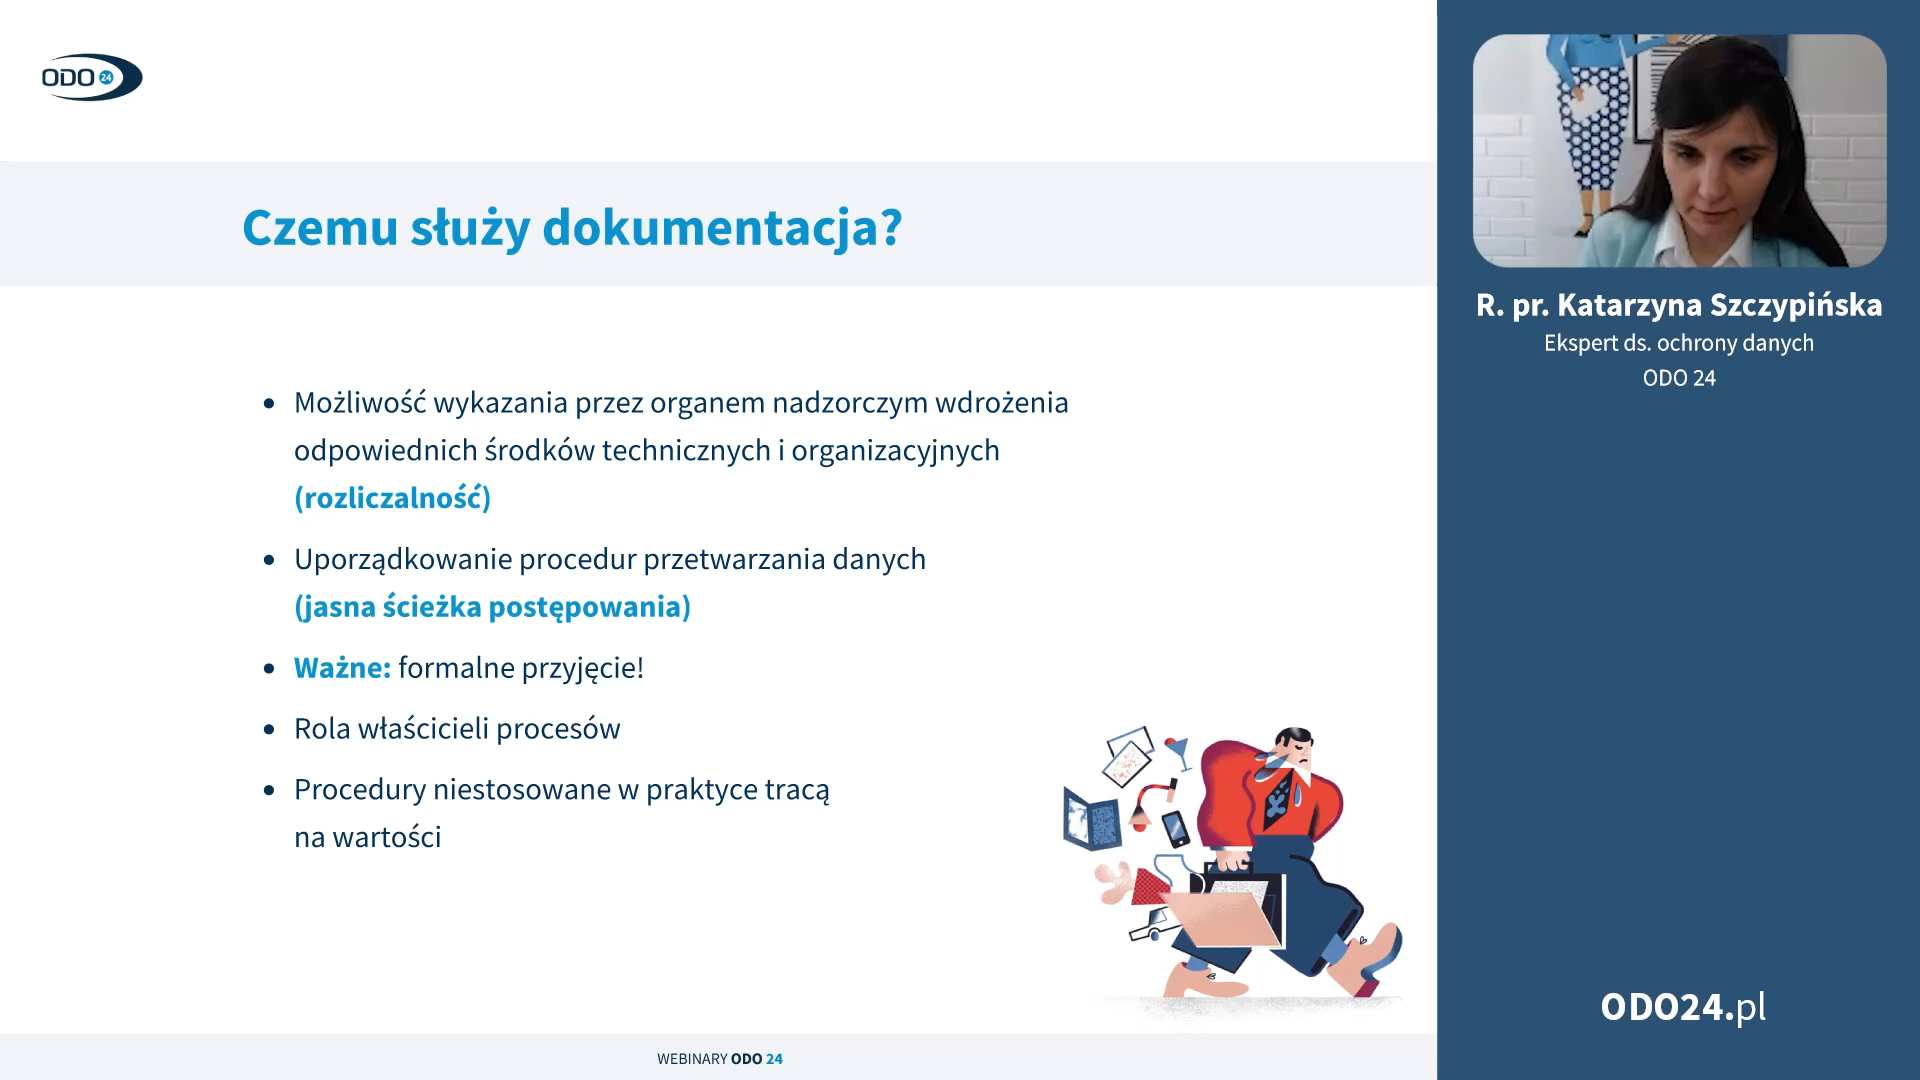 ODO 24
Czemu służy dokumentacja?
• Możliwość wykazania przez organem nadzorczym wdrożenia
odpowiednich środków technicznych i organizacyjnych
(rozliczalność)
• Uporządkowanie procedur przetwarzania danych
(jasna ścieżka postępowania)
• Ważne: formalne przyjęcie!
• Rola właścicieli procesów
• Procedury niestosowane w praktyce tracą
na wartości
WEBINARY ODO 24
R. pr. Katarzyna Szczypińska
Ekspert ds. ochrony danych
ODO 24
ODO24.pl